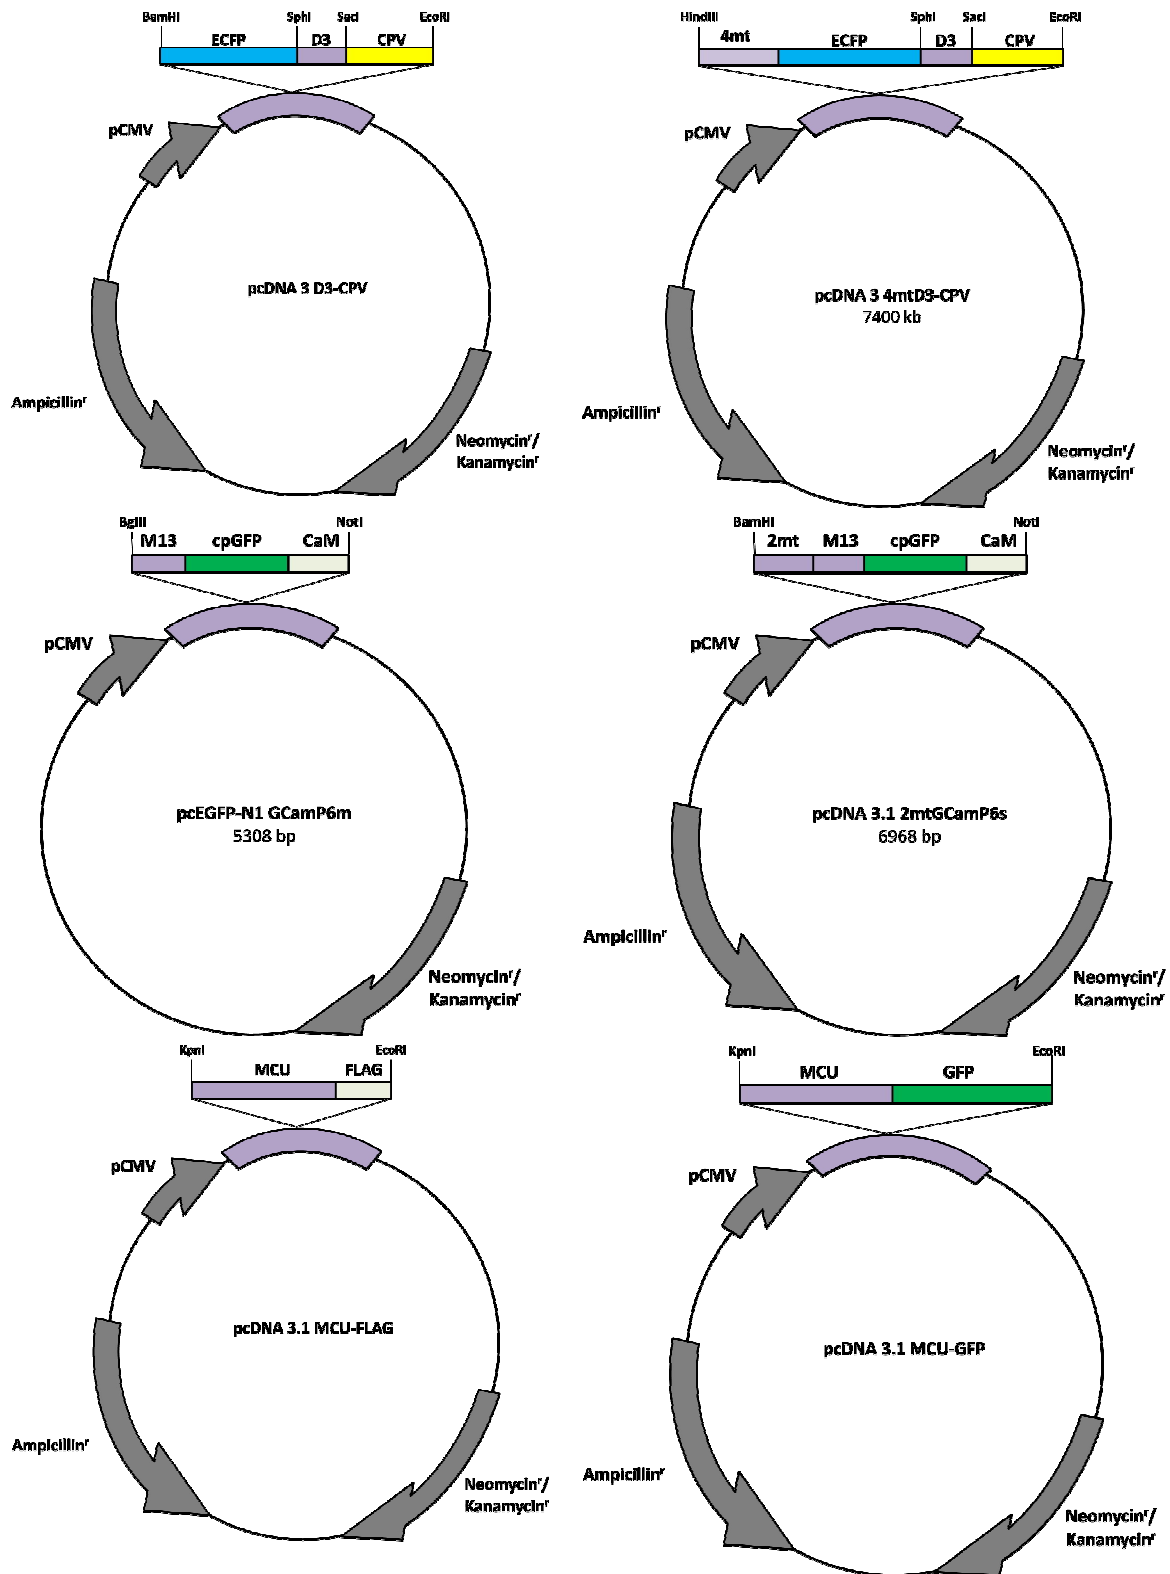 BamHI SphI SacI EcoRI
ECFP D3 CPV
pCMV
pcDNA 3 D3-CPV
Ampicillinʳ
Neomycinʳ/
Kanamycinʳ
HindIII SphI SacI EcoRI
4mt ECFP D3 CPV
pCMV
pcDNA 3 4mtD3-CPV
7400 kb
Ampicillinʳ
Neomycinʳ/
Kanamycinʳ
BglII NotI
M13 cpGFP CaM
pCMV
pcEGFP-N1 GCamP6m
5308 bp
Neomycinʳ/
Kanamycinʳ
BamHI NotI
2mt M13 cpGFP CaM
pCMV
pcDNA 3.1 2mtGCamP6s
6968 bp
Ampicillinʳ
Neomycinʳ/
Kanamycinʳ
KpnI EcoRI
MCU FLAG
pCMV
pcDNA 3.1 MCU-FLAG
Ampicillinʳ
Neomycinʳ/
Kanamycinʳ
KpnI EcoRI
MCU GFP
pCMV
pcDNA 3.1 MCU-GFP
Ampicillinʳ
Neomycinʳ/
Kanamycinʳ